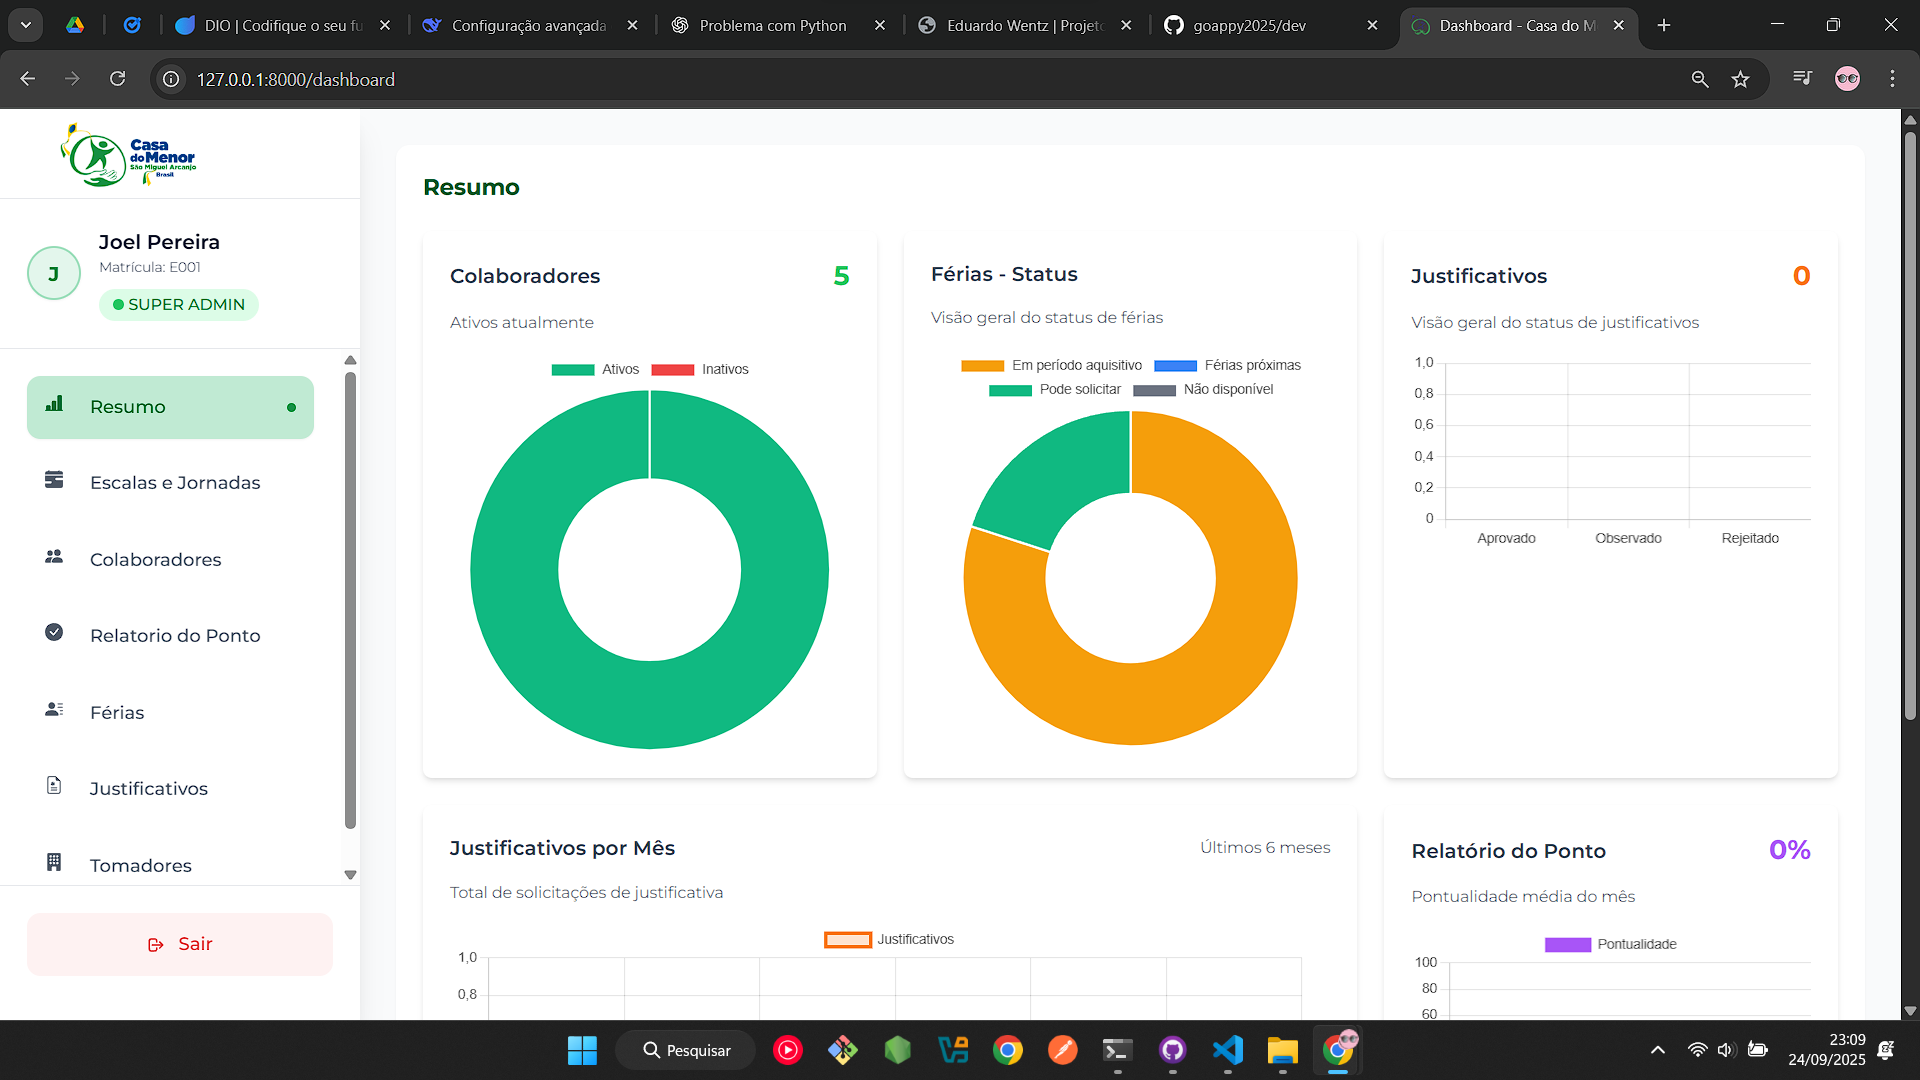 DIO | Codifique o seu fu
Configuração avançada
Problema com Python
Eduardo Wentz | Projeto
goappy2025/dev
Dashboard - Casa do M
127.0.0.1:8000/dashboard
Casa
do Menor
São Miguel Arcanjo
Brasil
J
Joel Pereira
Matrícula: E001
SUPER ADMIN
Resumo
Escalas e Jornadas
Colaboradores
Relatorio do Ponto
Férias
Justificativos
Tomadores
Sair
Resumo
Colaboradores
5
Ativos atualmente
Ativos
Inativos
Férias - Status
Visão geral do status de férias
Em período aquisitivo
Férias próximas
Pode solicitar
Não disponível
Justificativos
0
Visão geral do status de justificativos
1,0
0,8
0,6
0,4
0,2
0
Aprovado
Observado
Rejeitado
Justificativos por Mês
Últimos 6 meses
Total de solicitações de justificativa
Justificativos
1,0
0,8
Relatório do Ponto
0%
Pontualidade média do mês
Pontualidade
100
80
60
Pesquisar
23:09
24/09/2025